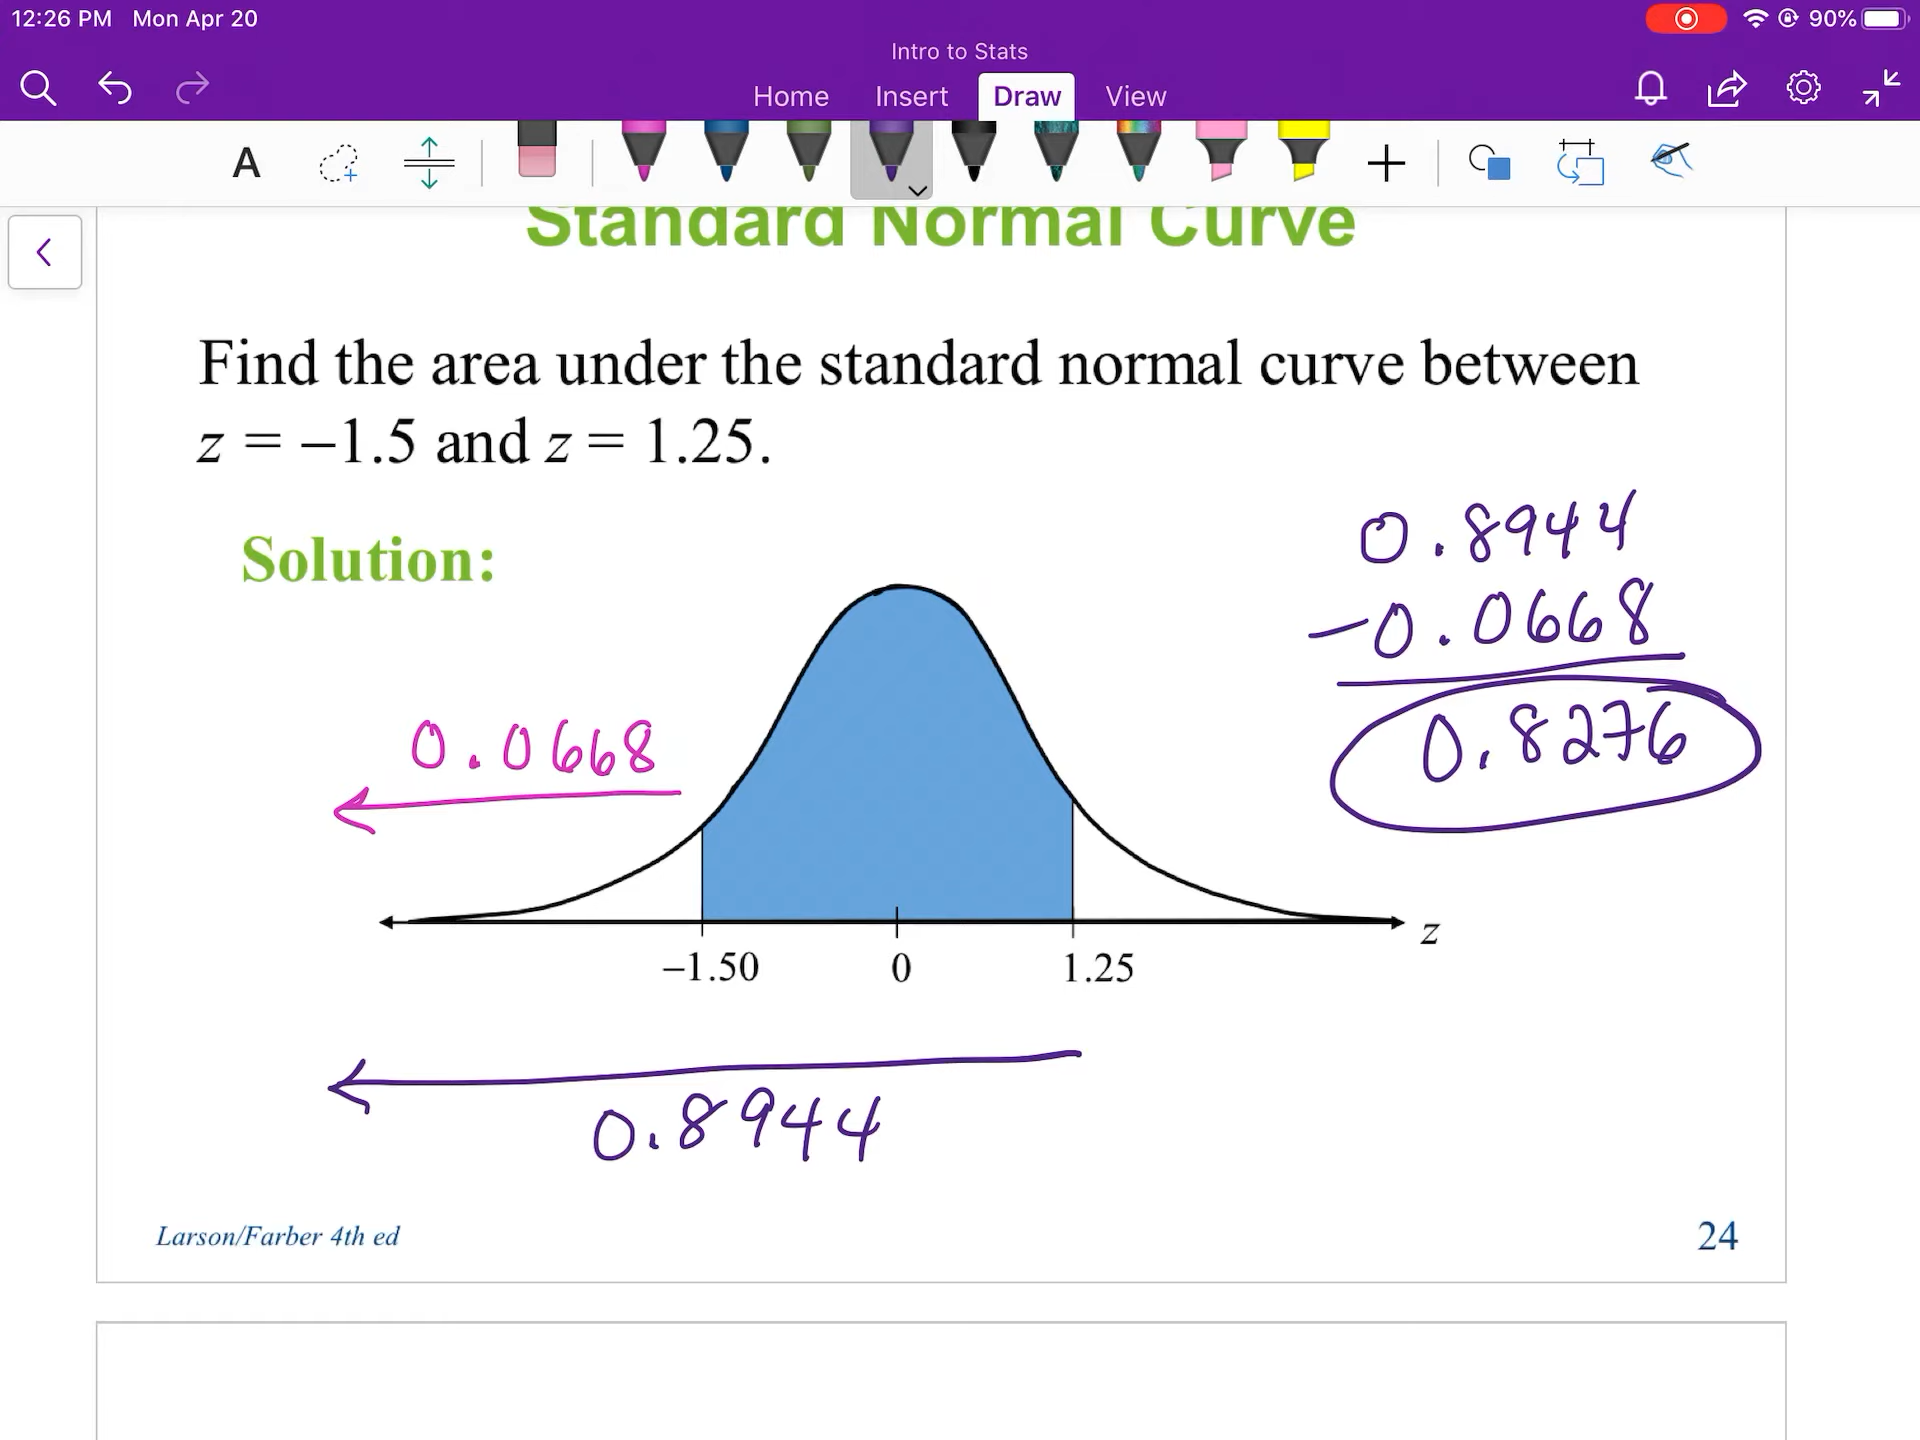 12:26 PM Mon Apr 20
90%
Intro to Stats
Home Insert Draw View
A
Standard Normal Curve
Find the area under the standard normal curve between
z = –1.5 and z = 1.25.
Solution:
0.8944
–0.0668
0.8276
0.0668
z
–1.50 0 1.25
0.8944
Larson/Farber 4th ed
24